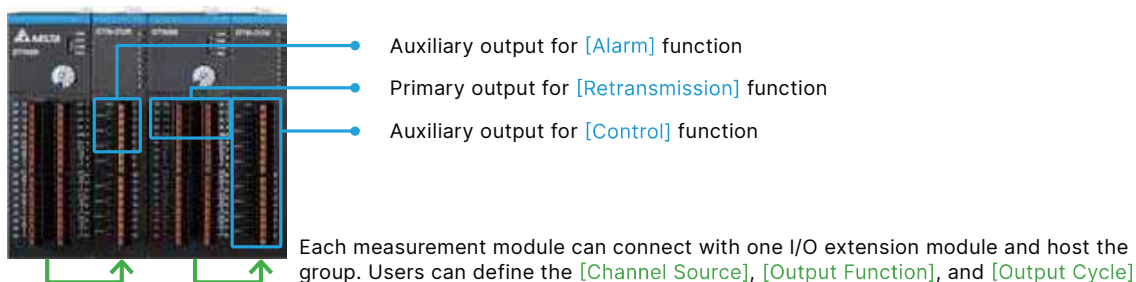 Auxiliary output for [Alarm] function
Primary output for [Retransmission] function
Auxiliary output for [Control] function
Each measurement module can connect with one I/O extension module and host the
group. Users can define the [Channel Source], [Output Function], and [Output Cycle]